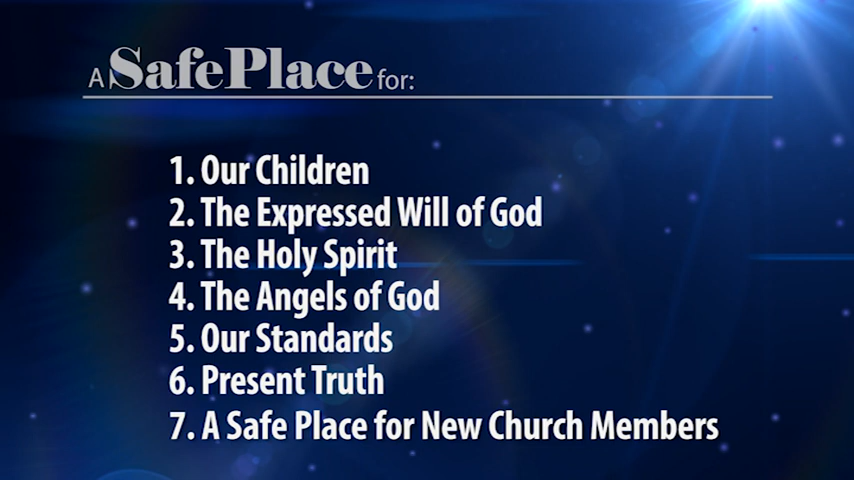 A Safe Place for:
1. Our Children
2. The Expressed Will of God
3. The Holy Spirit
4. The Angels of God
5. Our Standards
6. Present Truth
7. A Safe Place for New Church Members